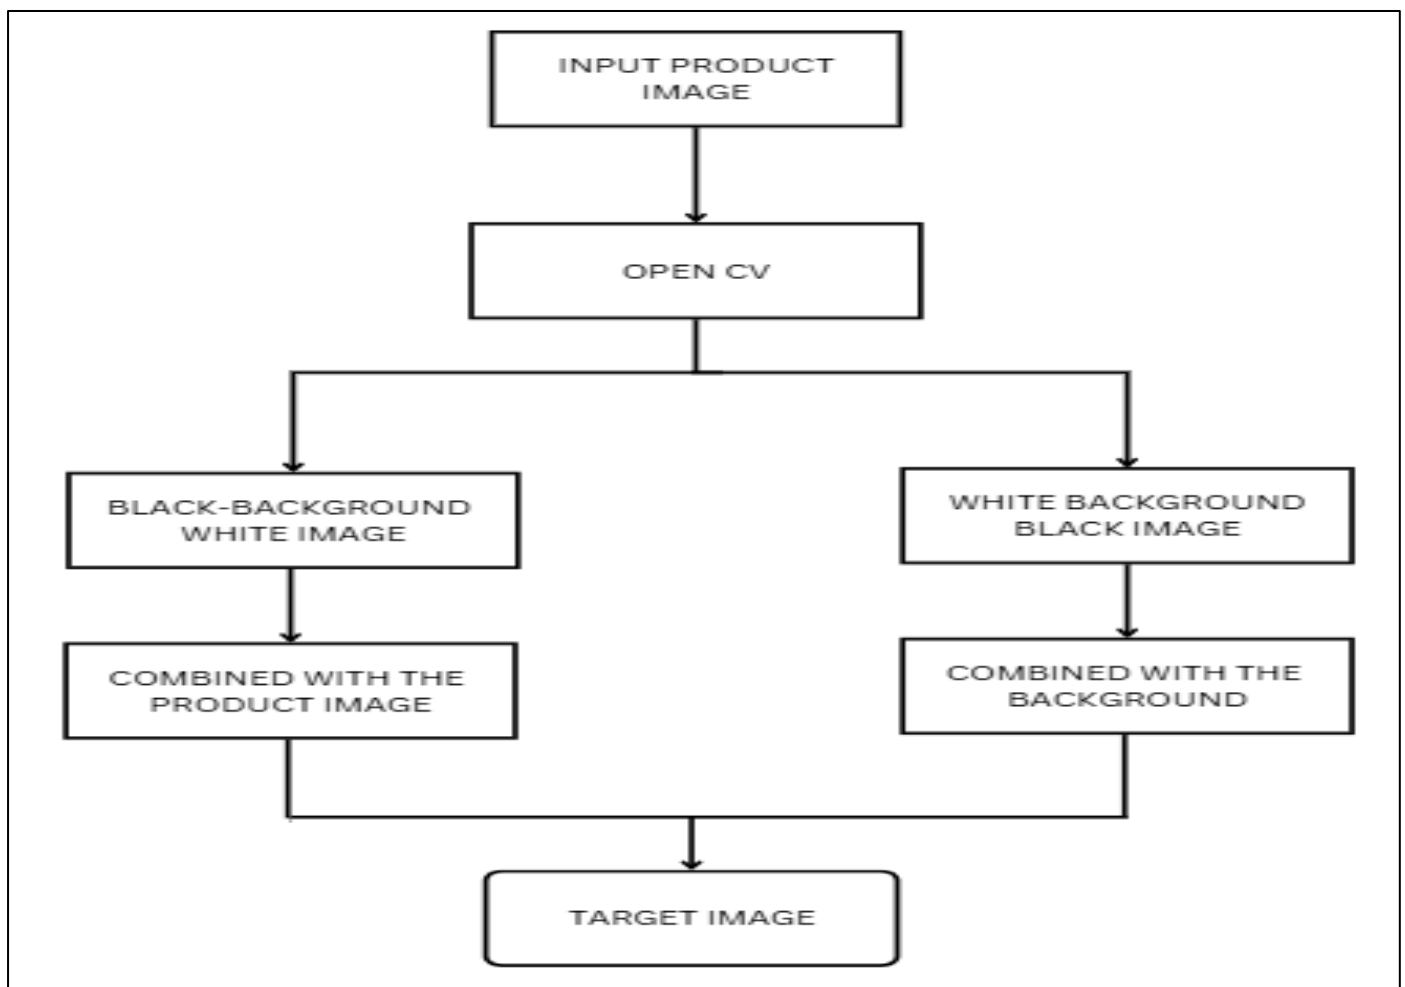 INPUT PRODUCT
IMAGE
OPEN CV
BLACK-BACKGROUND
WHITE IMAGE
WHITE BACKGROUND
BLACK IMAGE
COMBINED WITH THE
PRODUCT IMAGE
COMBINED WITH THE
BACKGROUND
TARGET IMAGE